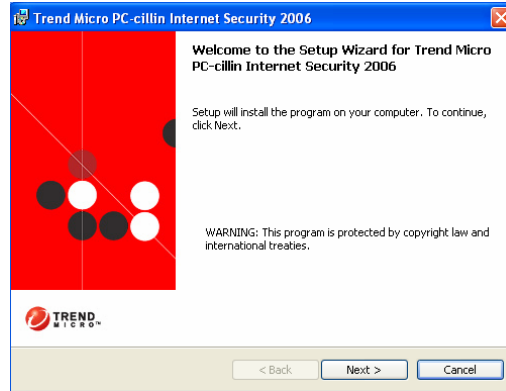 Trend Micro PC-cillin Internet Security 2006
Welcome to the Setup Wizard for Trend Micro
PC-cillin Internet Security 2006
Setup will install the program on your computer. To continue,
click Next.
WARNING: This program is protected by copyright law and
international treaties.
TREND
MICRO™
< Back
Next >
Cancel